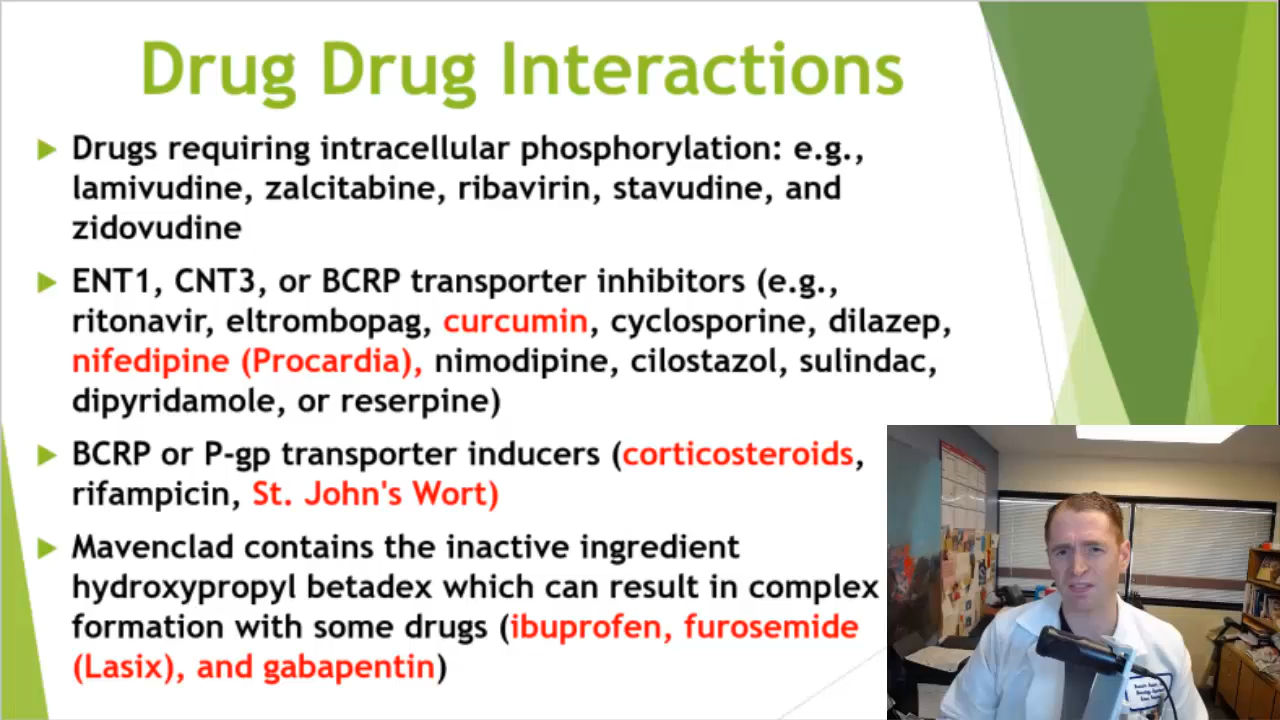 Drug Drug Interactions
Drugs requiring intracellular phosphorylation: e.g.,
lamivudine, zalcitabine, ribavirin, stavudine, and
zidovudine
ENT1, CNT3, or BCRP transporter inhibitors (e.g.,
ritonavir, eltrombopag, curcumin, cyclosporine, dilazep,
nifedipine (Procardia), nimodipine, cilostazol, sulindac,
dipyridamole, or reserpine)
BCRP or P-gp transporter inducers (corticosteroids,
rifampicin, St. John's Wort)
Mavenclad contains the inactive ingredient
hydroxypropyl betadex which can result in complex
formation with some drugs (ibuprofen, furosemide
(Lasix), and gabapentin)